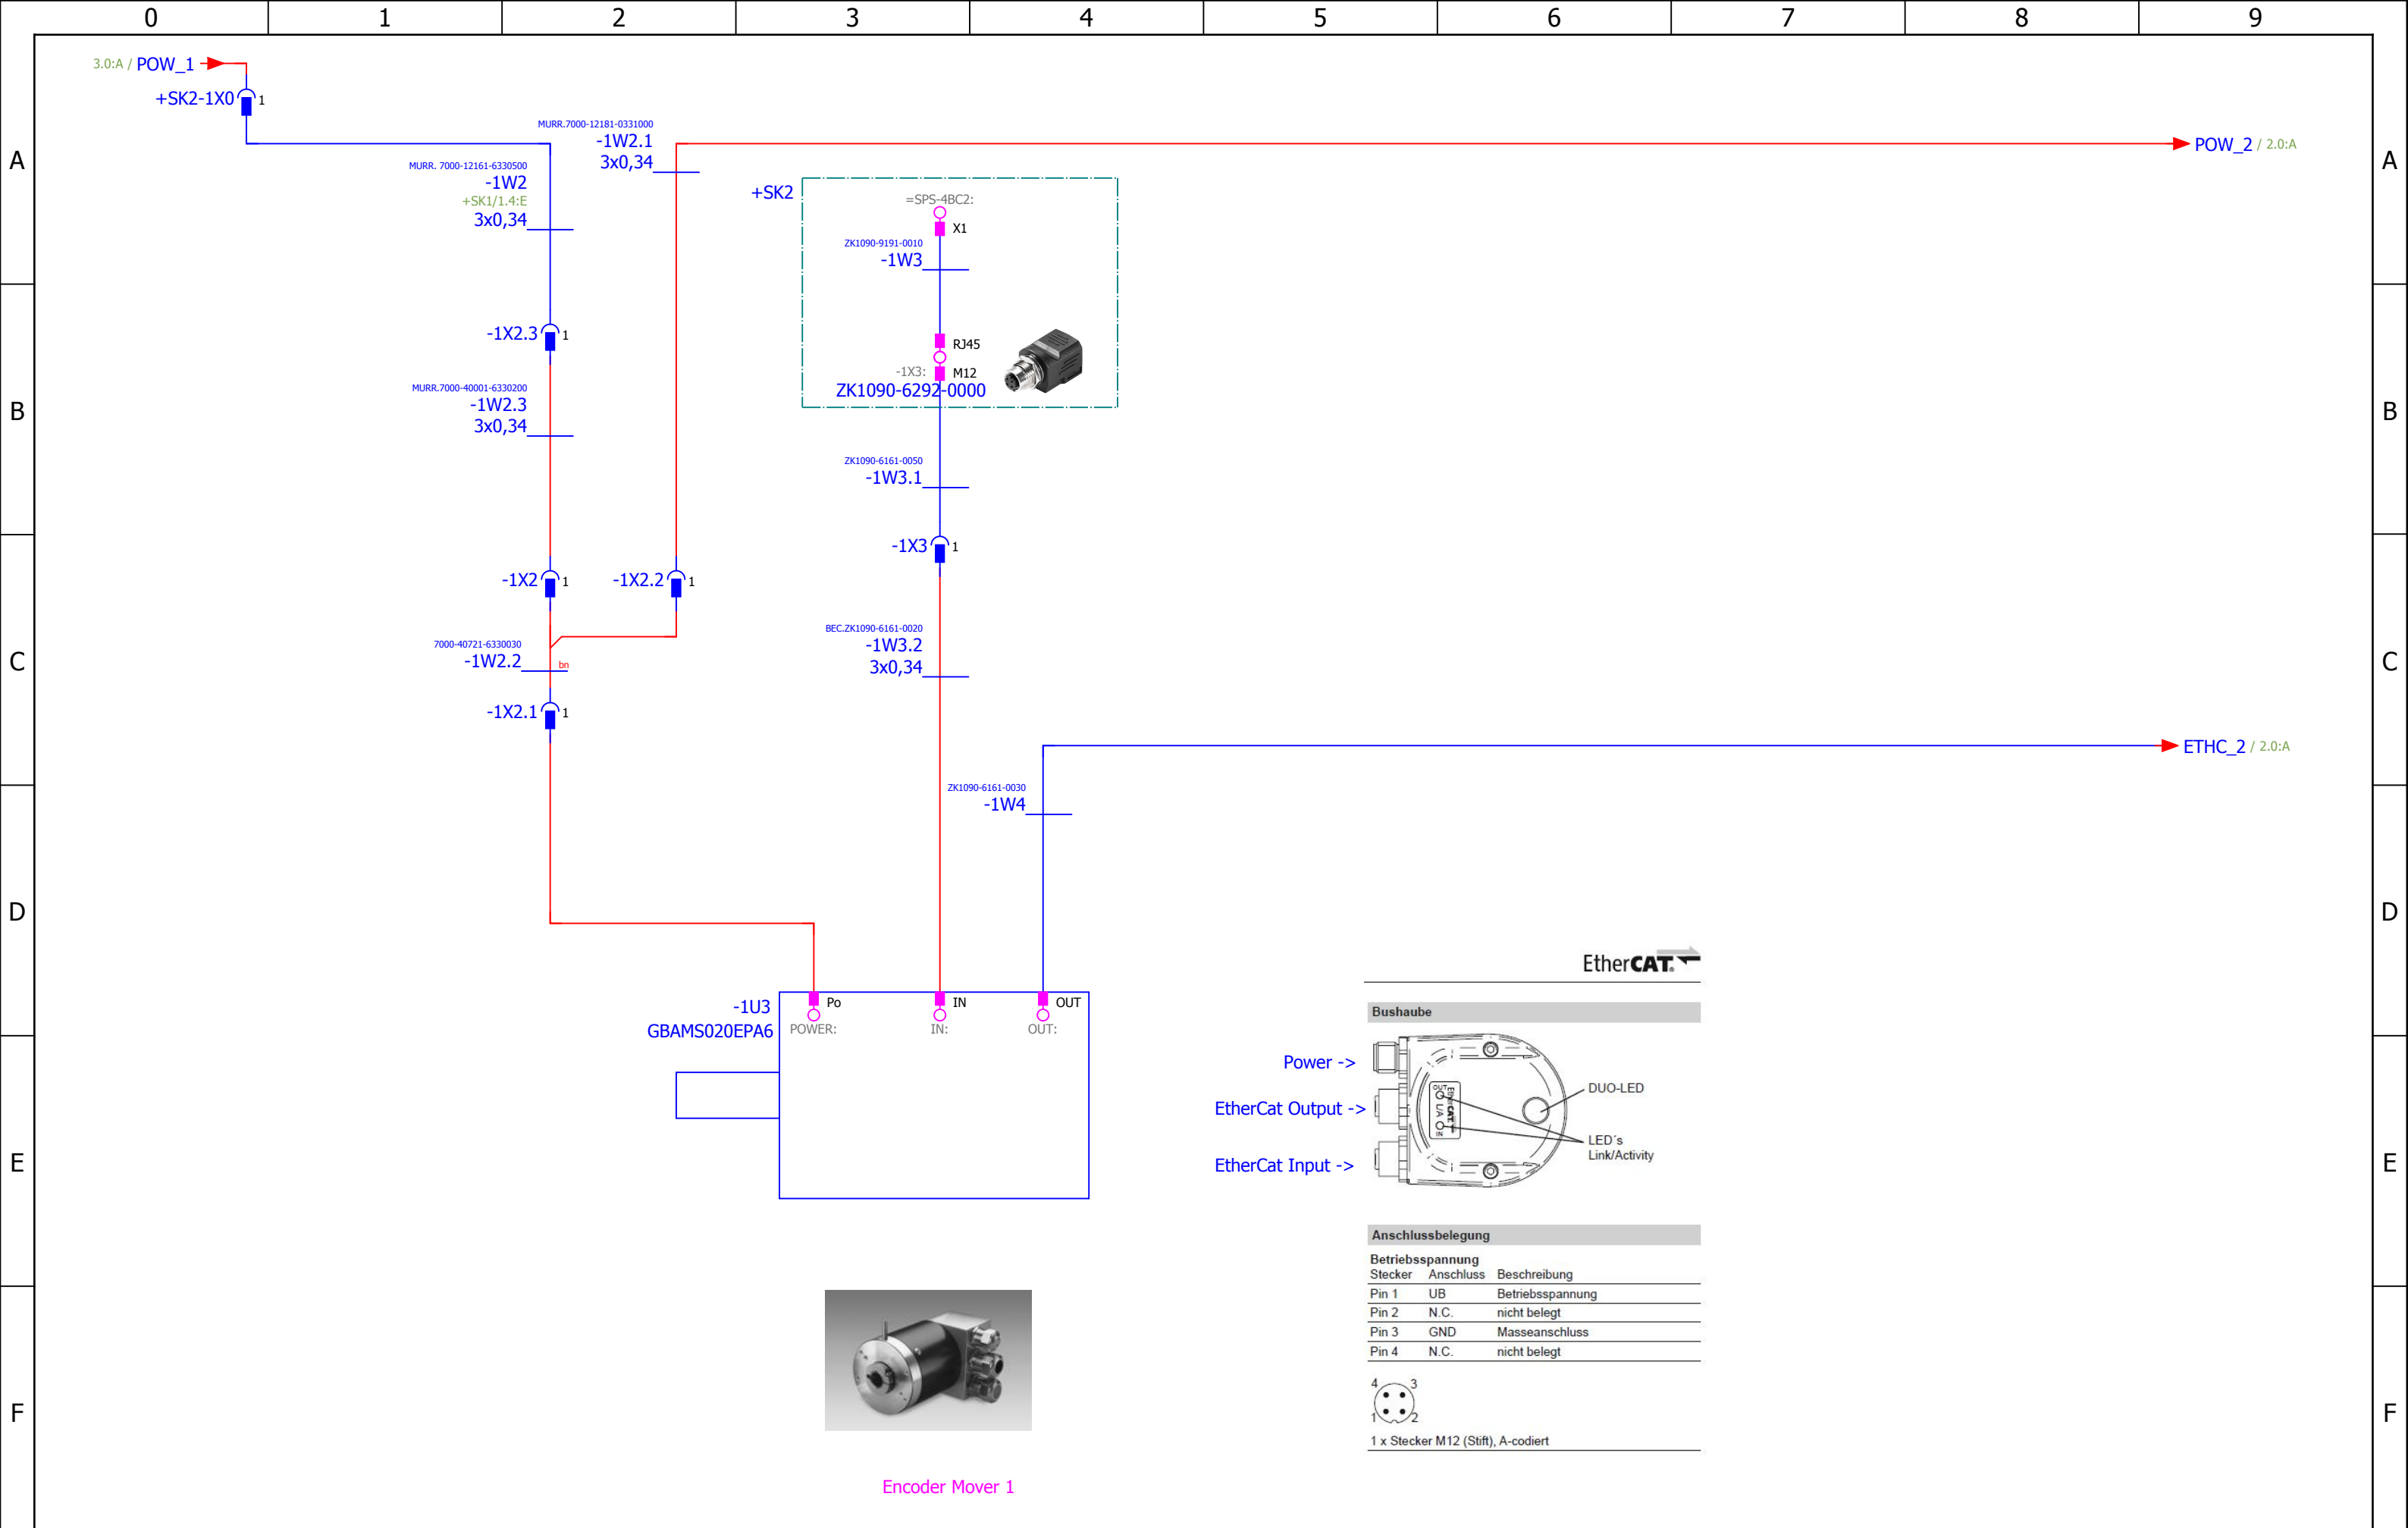 0 1 2 3 4 5 6 7 8 9
3.0:A / POW_1
+SK2-1X0 1
MURR.7000-12181-0331000
-1W2.1
3x0,34
A
A
POW_2 / 2.0:A
MURR. 7000-12161-6330500
-1W2
+SK1/1.4:E
3x0,34
+SK2
=SPS-4BC2:
X1
ZK1090-9191-0010
-1W3
-1X2.3 1
RJ45
-1X3: M12
ZK1090-6292-0000
MURR.7000-40001-6330200
-1W2.3
3x0,34
B
B
ZK1090-6161-0050
-1W3.1
-1X3 1
-1X2 1
-1X2.2 1
BEC.ZK1090-6161-0020
-1W3.2
3x0,34
7000-40721-6330030
-1W2.2 bn
C
C
-1X2.1 1
ETHC_2 / 2.0:A
ZK1090-6161-0030
-1W4
D
D
EtherCAT.
-1U3
GBAMS020EPA6
Po IN OUT
POWER: IN: OUT:
Bushaube
Power ->
EtherCat Output ->
EtherCat Input ->
OUT
L/A
IN
EtherCAT
DUO-LED
LED´s
Link/Activity
E
E
Anschlussbelegung
Betriebsspannung
Stecker Anschluss Beschreibung
Pin 1 UB Betriebsspannung
Pin 2 N.C. nicht belegt
Pin 3 GND Masseanschluss
Pin 4 N.C. nicht belegt
4 3
1 2
1 x Stecker M12 (Stift), A-codiert
F
F
Encoder Mover 1